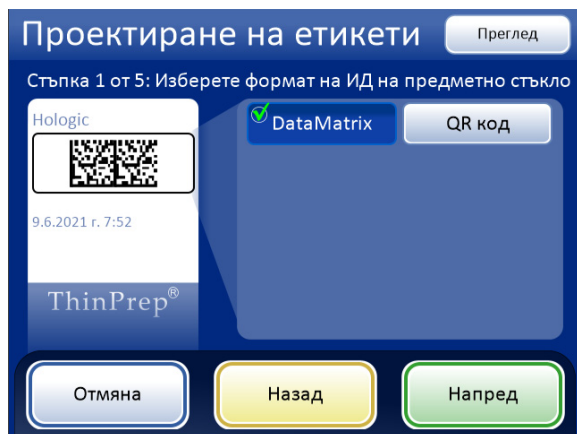 Проектиране на етикети
Преглед
Стъпка 1 от 5: Изберете формат на ИД на предметно стъкло
Hologic
DataMatrix
QR код
9.6.2021 г. 7:52
ThinPrep®
Отмяна
Назад
Напред